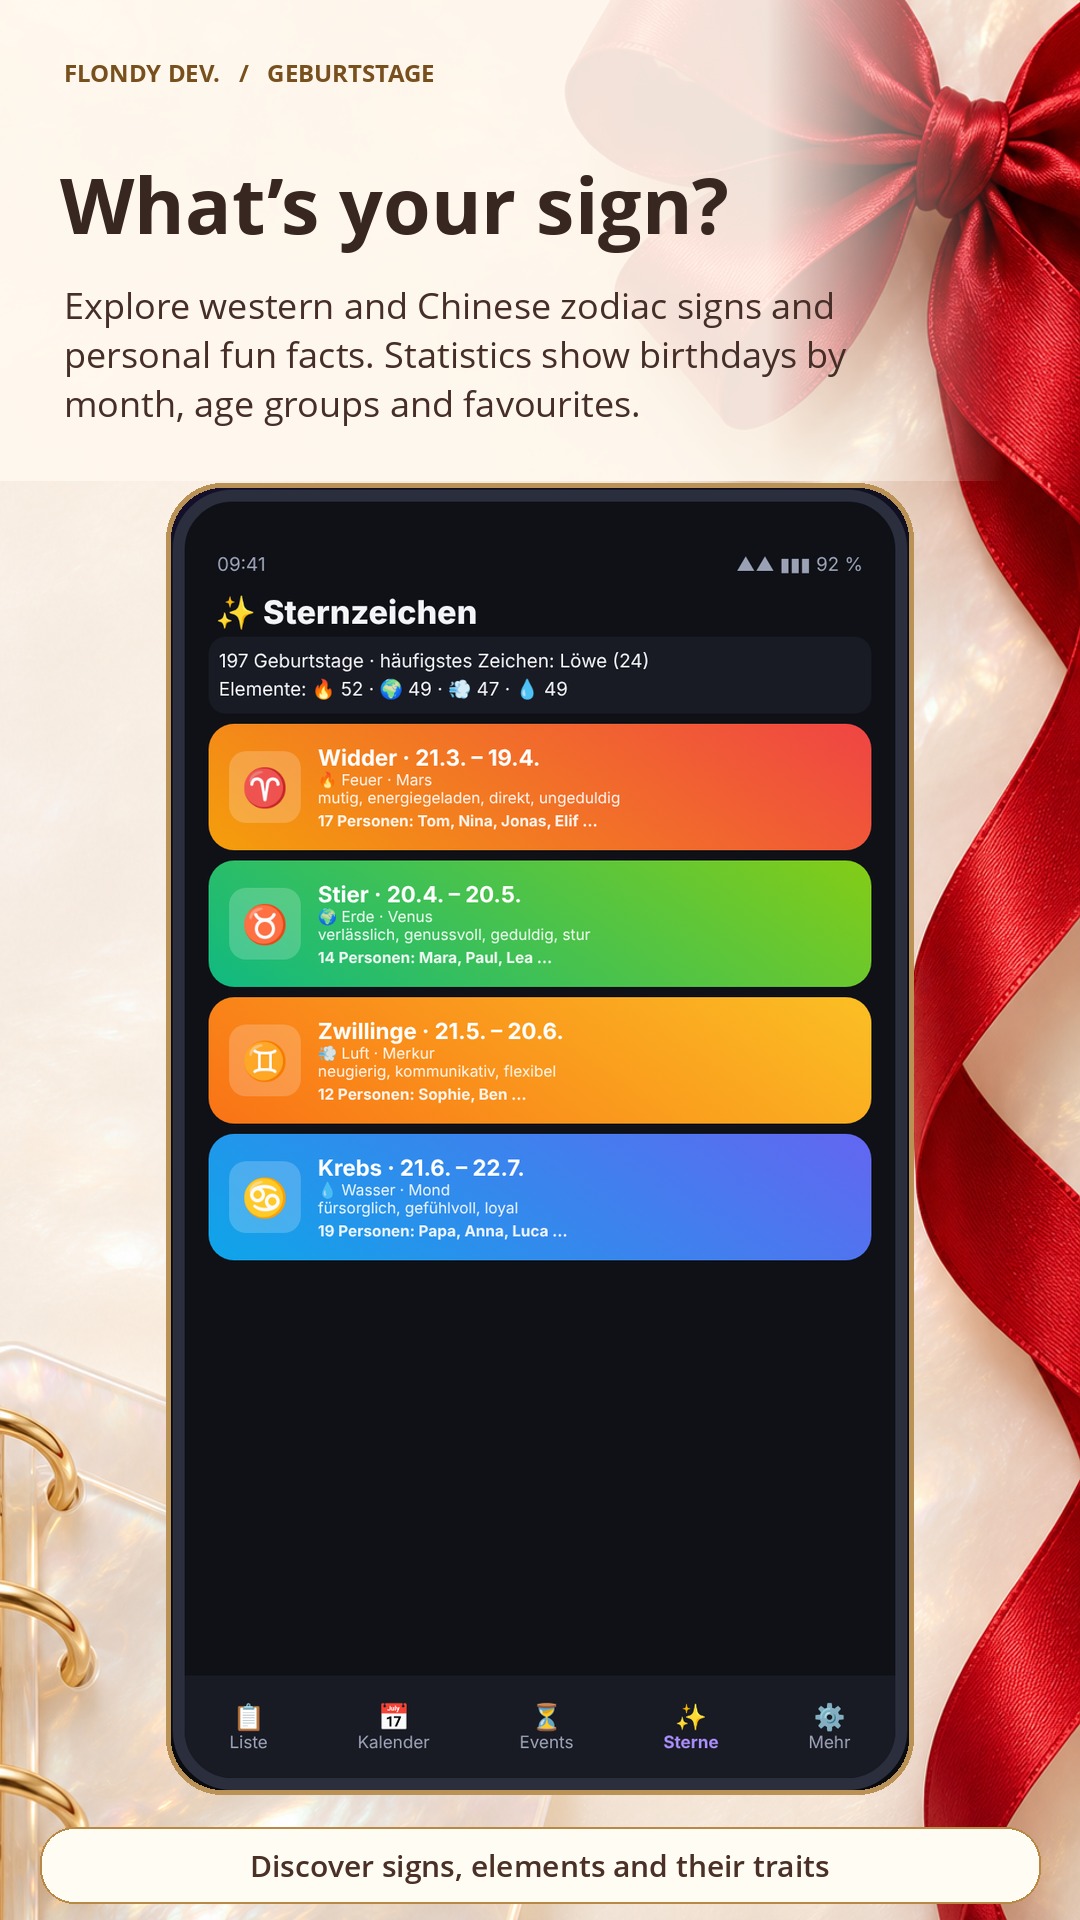 FLONDY DEV. / GEBURTSTAGE
What’s your sign?
Explore western and Chinese zodiac signs and
personal fun facts. Statistics show birthdays by
month, age groups and favourites.
09:41 92 %
✨ Sternzeichen
197 Geburtstage · häufigstes Zeichen: Löwe (24)
Elemente: 🔥 52 · 🌍 49 · 💨 47 · 💧 49
♈ Widder · 21.3. – 19.4.
🔥 Feuer · Mars
mutig, energiegeladen, direkt, ungeduldig
17 Personen: Tom, Nina, Jonas, Elif ...
♉ Stier · 20.4. – 20.5.
🌍 Erde · Venus
verlässlich, genussvoll, geduldig, stur
14 Personen: Mara, Paul, Lea ...
♊ Zwillinge · 21.5. – 20.6.
💨 Luft · Merkur
neugierig, kommunikativ, flexibel
12 Personen: Sophie, Ben ...
♋ Krebs · 21.6. – 22.7.
💧 Wasser · Mond
fürsorglich, gefühlvoll, loyal
19 Personen: Papa, Anna, Luca ...
July
17
Liste Kalender Events Sterne Mehr
Discover signs, elements and their traits